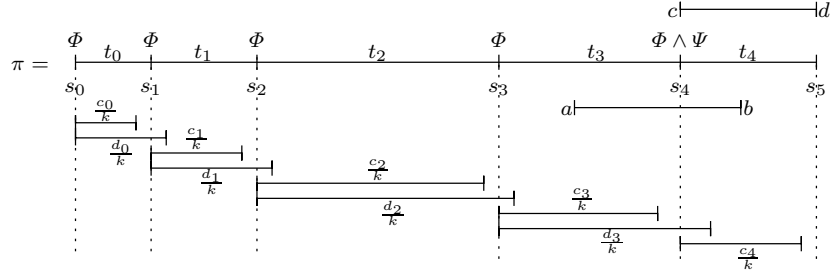 c d
Φ Φ Φ Φ Φ ∧ Ψ
π = t₀ t₁ t₂ t₃ t₄
s₀ s₁ s₂ s₃ s₄ s₅
a b
c₀/k
d₀/k c₁/k
d₁/k c₂/k
d₂/k c₃/k
d₃/k c₄/k